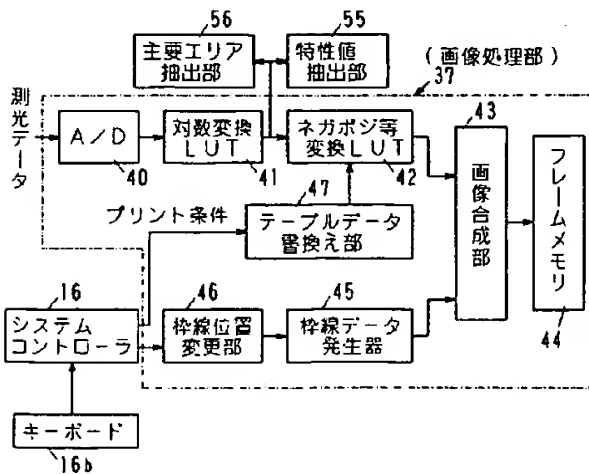 56
55
主要エリア
抽出部
特性値
抽出部
(画像処理部)
37
測光データ
A/D
40
対数変換
LUT
41
ネガポジ等
変換LUT
42
43
画像合成部
フレームメモリ
44
47
プリント条件
テーブルデータ
書換え部
16
システム
コントローラ
46
枠線位置
変更部
45
枠線データ
発生器
キーボード
16b